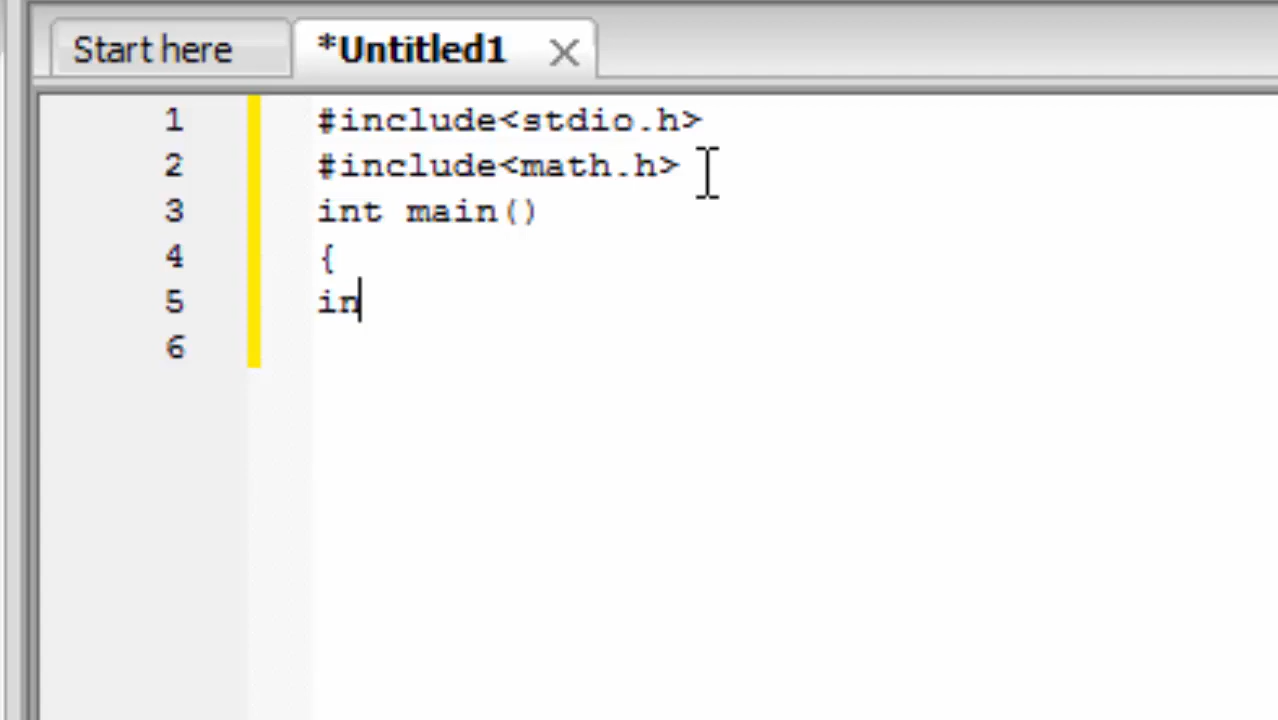 Start here *Untitled1
1 #include<stdio.h>
2 #include<math.h>
3 int main()
4 {
5 in
6